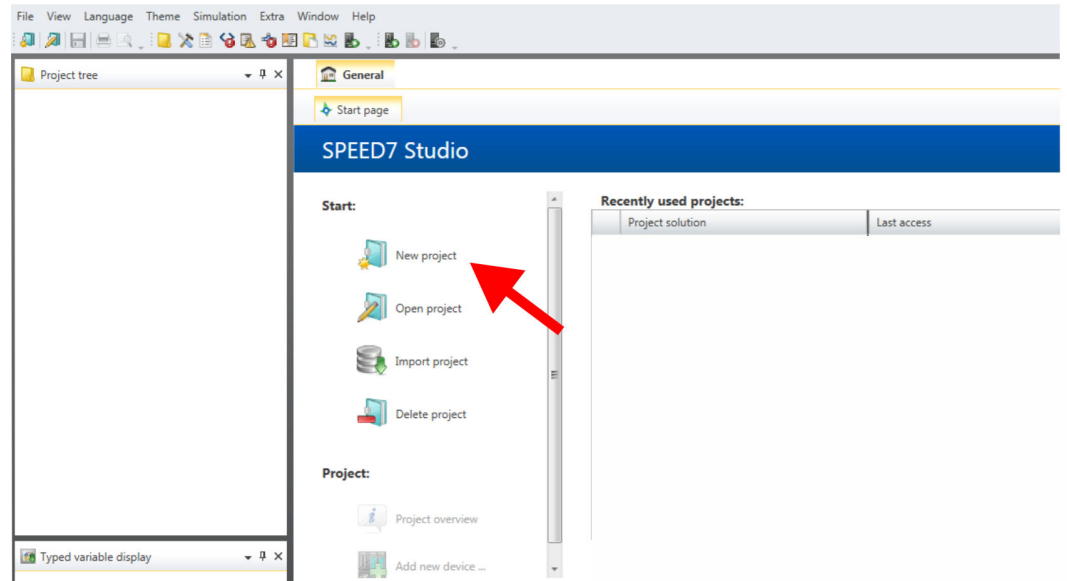 File View Language Theme Simulation Extra Window Help
Project tree
General
Start page
SPEED7 Studio
Start:
New project
Open project
Import project
Delete project
Project:
Project overview
Add new device ...
Recently used projects:
Project solution Last access
Typed variable display